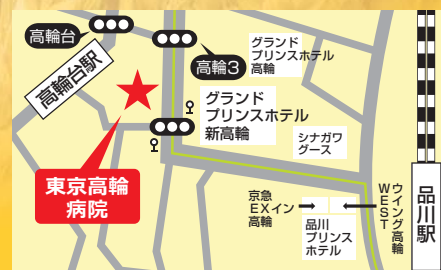 高輪台
高輪台駅
高輪3
グランド
プリンスホテル
高輪
グランド
プリンスホテル
新高輪
シナガワ
グース
東京高輪
病院
京急
EXイン
高輪
品川
プリンス
ホテル
ウイング高輪
WEST
品川駅